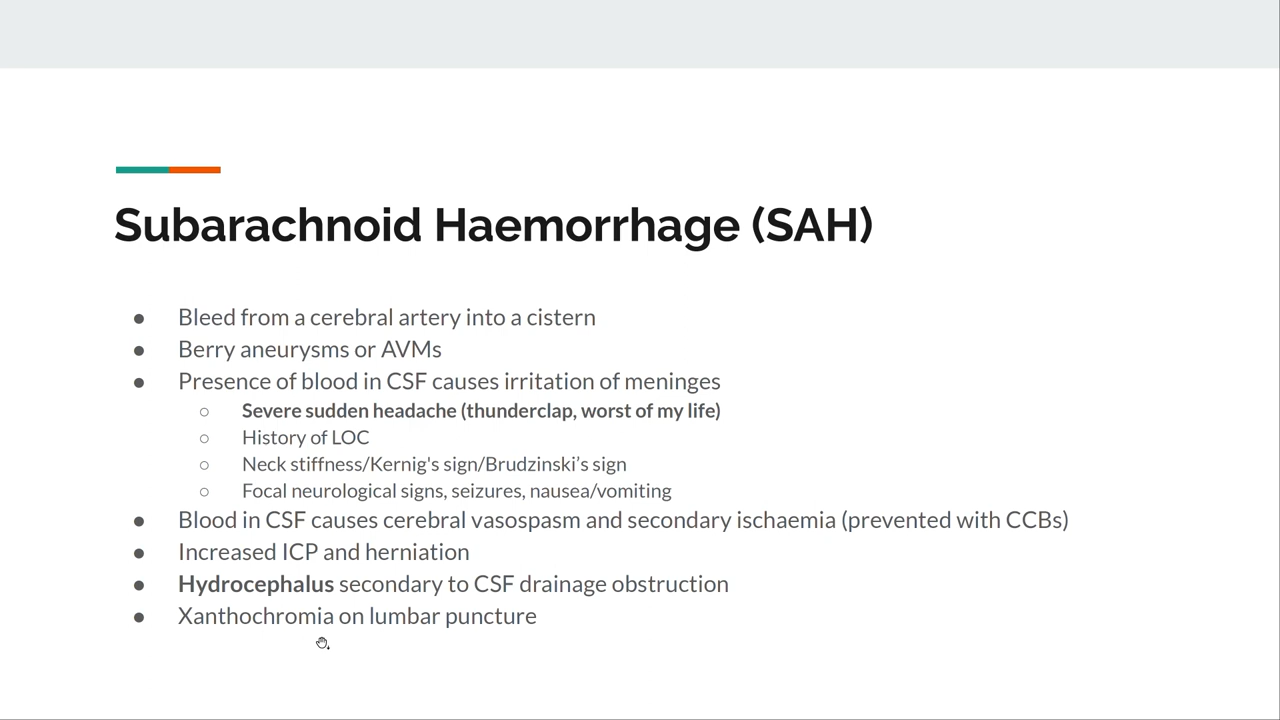 Subarachnoid Haemorrhage (SAH)
● Bleed from a cerebral artery into a cistern
● Berry aneurysms or AVMs
● Presence of blood in CSF causes irritation of meninges
○ Severe sudden headache (thunderclap, worst of my life)
○ History of LOC
○ Neck stiffness/Kernig's sign/Brudzinski’s sign
○ Focal neurological signs, seizures, nausea/vomiting
● Blood in CSF causes cerebral vasospasm and secondary ischaemia (prevented with CCBs)
● Increased ICP and herniation
● Hydrocephalus secondary to CSF drainage obstruction
● Xanthochromia on lumbar puncture